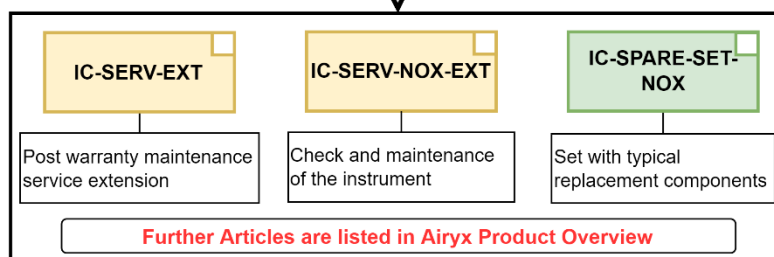 IC-SERV-EXT
Post warranty maintenance
service extension
IC-SERV-NOX-EXT
Check and maintenance
of the instrument
IC-SPARE-SET-
NOX
Set with typical
replacement components
Further Articles are listed in Airyx Product Overview